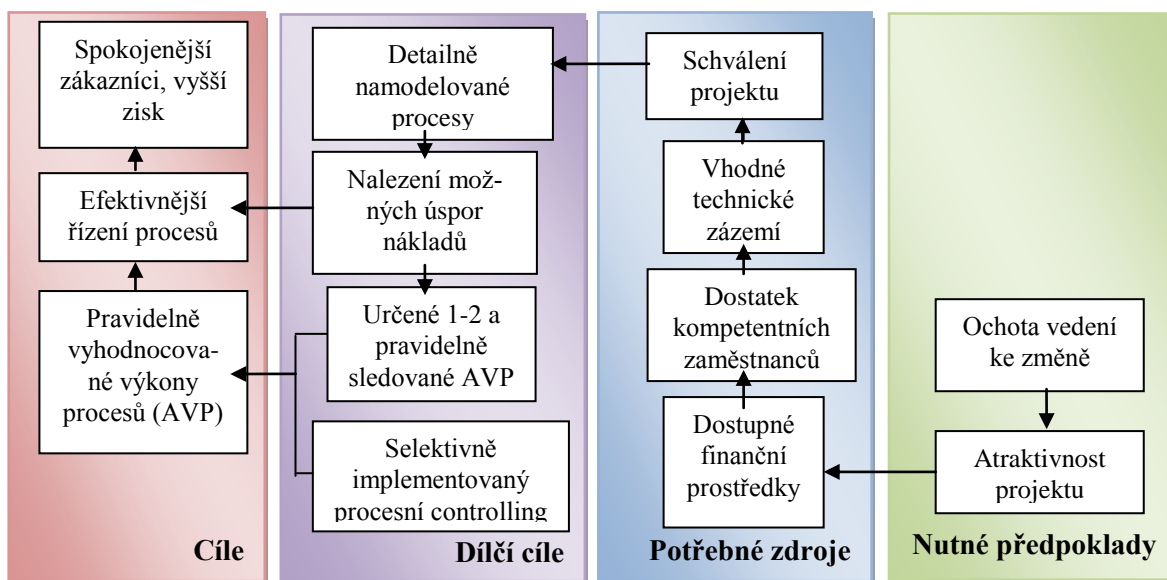 Spokojenější
zákazníci, vyšší
zisk
Efektivnější
řízení procesů
Pravidelně
vyhodnocova-
né výkony
procesů (AVP)
Cíle
Detailně
namodelované
procesy
Nalezení mož-
ných úspor
nákladů
Určené 1-2 a
pravidelně
sledované AVP
Selektivně
implementovaný
procesní controlling
Dílčí cíle
Schválení
projektu
Vhodné
technické
zázemí
Dostatek
kompetentních
zaměstnanců
Dostupné
finanční
prostředky
Potřebné zdroje
Ochota vedení
ke změně
Atraktivnost
projektu
Nutné předpoklady